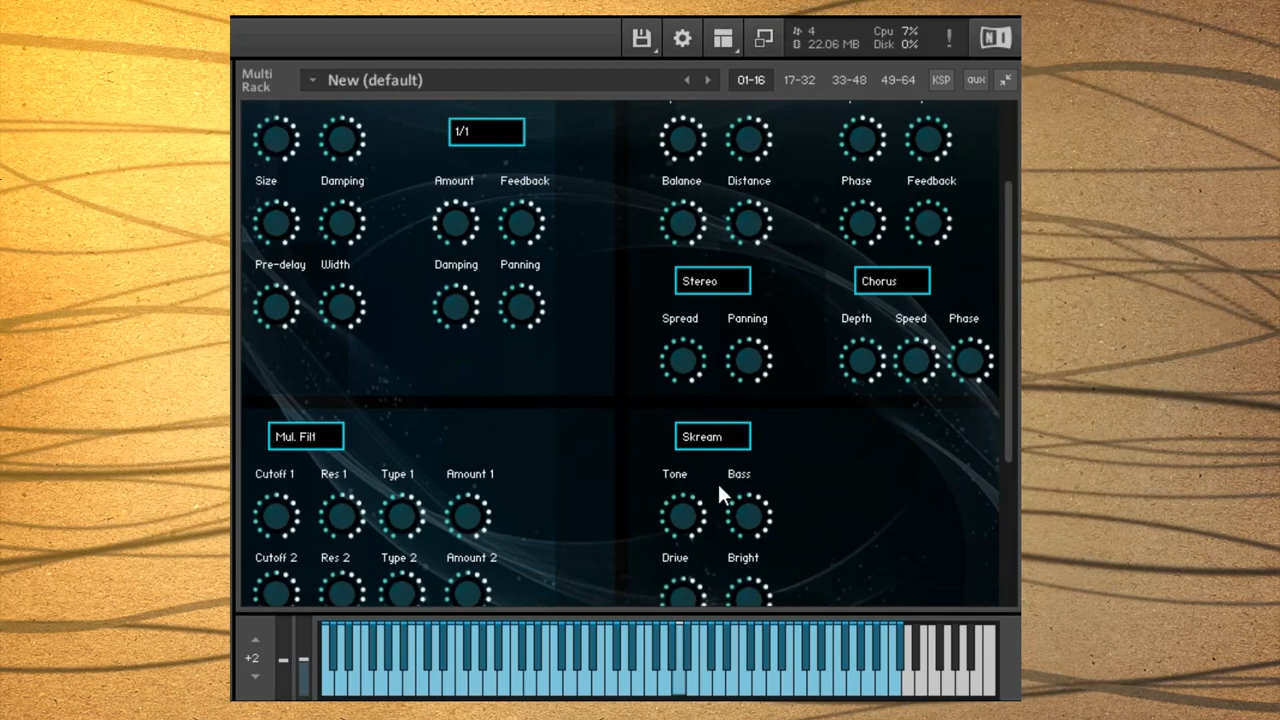 4
Cpu 7%
22.06 MB
Disk 0%
!
NI
Multi
Rack
New (default)
01-16
17-32
33-48
49-64
KSP
aux
1/1
Size
Damping
Amount
Feedback
Balance
Distance
Phase
Feedback
Pre-delay
Width
Damping
Panning
Stereo
Chorus
Spread
Panning
Depth
Speed
Phase
Mul. Filt
Skream
Cutoff 1
Res 1
Type 1
Amount 1
Tone
Bass
Cutoff 2
Res 2
Type 2
Amount 2
Drive
Bright
+2